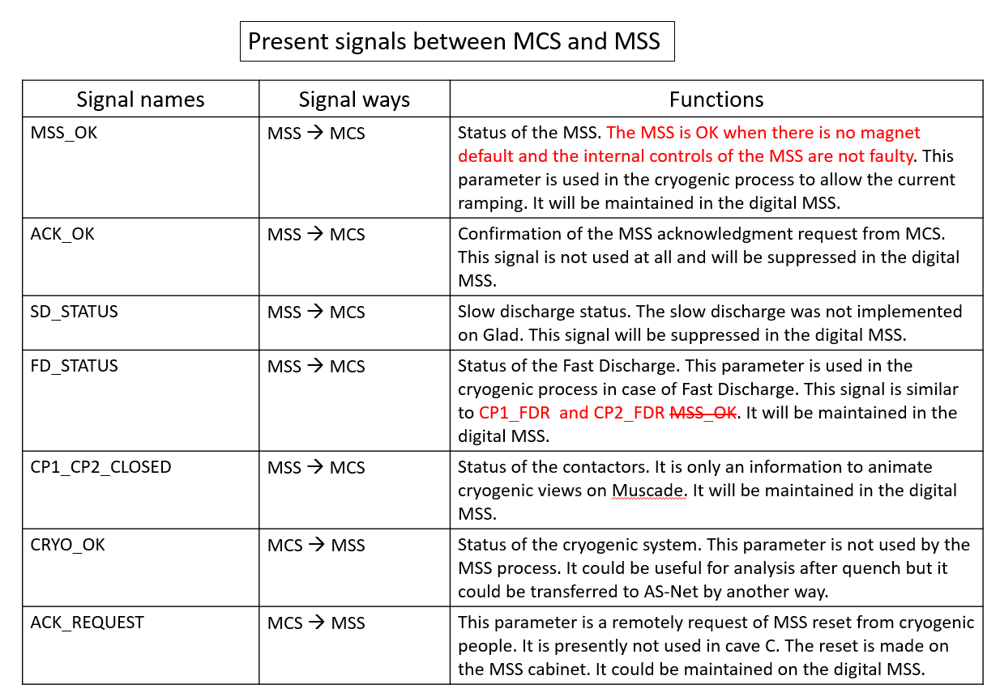 Present signals between MCS and MSS
Signal names Signal ways Functions
MSS_OK MSS → MCS Status of the MSS. The MSS is OK when there is no magnet
default and the internal controls of the MSS are not faulty. This
parameter is used in the cryogenic process to allow the current
ramping. It will be maintained in the digital MSS.
ACK_OK MSS → MCS Confirmation of the MSS acknowledgment request from MCS.
This signal is not used at all and will be suppressed in the digital
MSS.
SD_STATUS MSS → MCS Slow discharge status. The slow discharge was not implemented
on Glad. This signal will be suppressed in the digital MSS.
FD_STATUS MSS → MCS Status of the Fast Discharge. This parameter is used in the
cryogenic process in case of Fast Discharge. This signal is similar
to CP1_FDR and CP2_FDR MSS_OK. It will be maintained in the
digital MSS.
CP1_CP2_CLOSED MSS → MCS Status of the contactors. It is only an information to animate
cryogenic views on Muscade. It will be maintained in the digital
MSS.
CRYO_OK MCS → MSS Status of the cryogenic system. This parameter is not used by the
MSS process. It could be useful for analysis after quench but it
could be transferred to AS-Net by another way.
ACK_REQUEST MCS → MSS This parameter is a remotely request of MSS reset from cryogenic
people. It is presently not used in cave C. The reset is made on
the MSS cabinet. It could be maintained on the digital MSS.